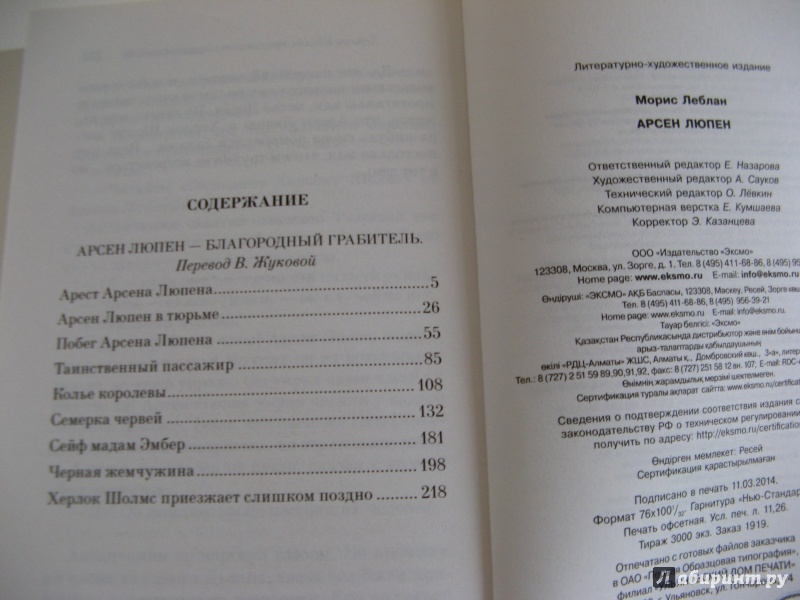 СОДЕРЖАНИЕ
АРСЕН ЛЮПЕН — БЛАГОРОДНЫЙ ГРАБИТЕЛЬ.
Перевод В. Жуковой
Арест Арсена Люпена 5
Арсен Люпен в тюрьме 26
Побег Арсена Люпена 55
Таинственный пассажир 85
Колье королевы 108
Семерка червей 132
Сейф мадам Эмбер 181
Черная жемчужина 198
Херлок Шолмс приезжает слишком поздно 218
Литературно-художественное издание
Морис Леблан
АРСЕН ЛЮПЕН
Ответственный редактор Е. Назарова
Художественный редактор А. Сауков
Технический редактор О. Лёвкин
Компьютерная верстка Е. Кумшаева
Корректор Э. Казанцева
ООО «Издательство «Эксмо»
123308, Москва, ул. Зорге, д. 1. Тел. 8 (495) 411-68-86, 8 (495)
Home page: www.eksmo.ru E-mail: info@eksmo.ru
Өндіруші: «ЭКСМО» АҚБ Баспасы, 123308, Мәскеу, Ресей, Зорге
Тел. 8 (495) 411-68-86, 8 (495) 956-39-21
Home page: www.eksmo.ru E-mail: info@eksmo.ru.
Тауар белгісі: «Эксмо»
Қазақстан Республикасында дистрибьютор және өнім бойынша
арыз-талаптарды қабылдаушының
өкілі «РДЦ-Алматы» ЖШС, Алматы қ., Домбровский көш., 3«а», литер
Тел.: 8 (727) 2 51 59 89,90,91,92, факс: 8 (727) 251 58 12 вн. 107; E-mail: RDC-
Өнімнің жарамдылық мерзімі шектелмеген.
Сертификация туралы ақпарат сайтта: www.eksmo.ru/certification
Сведения о подтверждении соответствия издания
законодательству РФ о техническом регулировании
получить по адресу: http://eksmo.ru/certification
Өндірген мемлекет: Ресей
Сертификация қарастырылмаған
Подписано в печать 11.03.2014.
Формат 76x100¹/₃₂. Гарнитура «Нью-Стандарт
Печать офсетная. Усл. печ. л. 11,26.
Тираж 3000 экз. Заказ 1919.
Отпечатано с готовых файлов заказчика
в ОАО Образцовая типография»,
филиал ДОМ ПЕЧАТИ»
г. Ульяновск, ул.
Лабиринт.ру